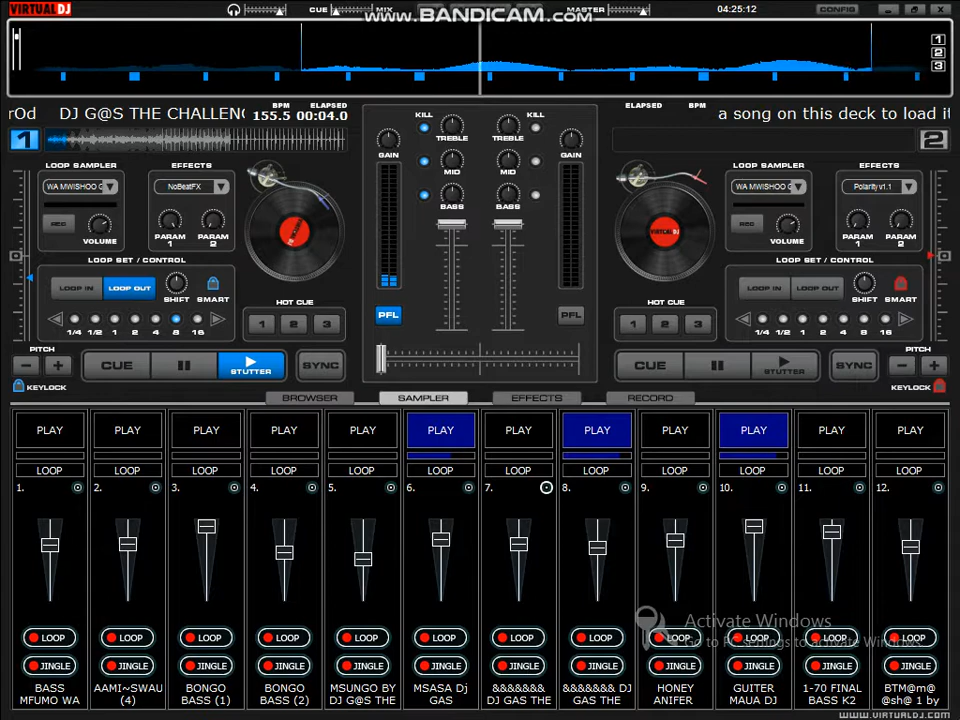 VIRTUAL DJ
CUE MIX
www.BANDICAM.com
MASTER
04:25:12
CONFIG
1
2
3
rOd DJ G@S THE CHALLENG
BPM ELAPSED
155.5 00:04.0
ELAPSED BPM
a song on this deck to load it
1
2
KILL KILL
GAIN TREBLE TREBLE GAIN
MID MID
BASS BASS
LOOP SAMPLER EFFECTS
WA MWISHOO G NoBeatFX
REC VOLUME PARAM 1 PARAM 2
LOOP SET / CONTROL
LOOP IN LOOP OUT SHIFT SMART
1/4 1/2 1 2 4 8 16
HOT CUE
1 2 3
PFL PFL
LOOP SAMPLER EFFECTS
WA MWISHOO G Polarity v1.1
REC VOLUME PARAM 1 PARAM 2
LOOP SET / CONTROL
LOOP IN LOOP OUT SHIFT SMART
1/4 1/2 1 2 4 8 16
HOT CUE
1 2 3
VIRTUAL DJ
PITCH
- + CUE STUTTER SYNC
KEYLOCK
PITCH
CUE STUTTER SYNC - +
KEYLOCK
BROWSER SAMPLER EFFECTS RECORD
PLAY PLAY PLAY PLAY PLAY PLAY PLAY PLAY PLAY PLAY PLAY PLAY
LOOP LOOP LOOP LOOP LOOP LOOP LOOP LOOP LOOP LOOP LOOP LOOP
1. 2. 3. 4. 5. 6. 7. 8. 9. 10. 11. 12.
Activate Windows
Go to PC settings to activate Windows.
LOOP LOOP LOOP LOOP LOOP LOOP LOOP LOOP LOOP LOOP LOOP LOOP
JINGLE JINGLE JINGLE JINGLE JINGLE JINGLE JINGLE JINGLE JINGLE JINGLE JINGLE JINGLE
BASS AAMI~SWAU BONGO BONGO MSUNGO BY MSASA Dj &&&&&&& &&&&&&& DJ HONEY GUITER 1-70 FINAL BTM@m@
MFUMO WA (4) BASS (1) BASS (2) DJ G@S THE GAS DJ GAS THE GAS THE ANIFER MAUA DJ BASS K2 @sh@ 1 by
WWW.VIRTUALDJ.COM